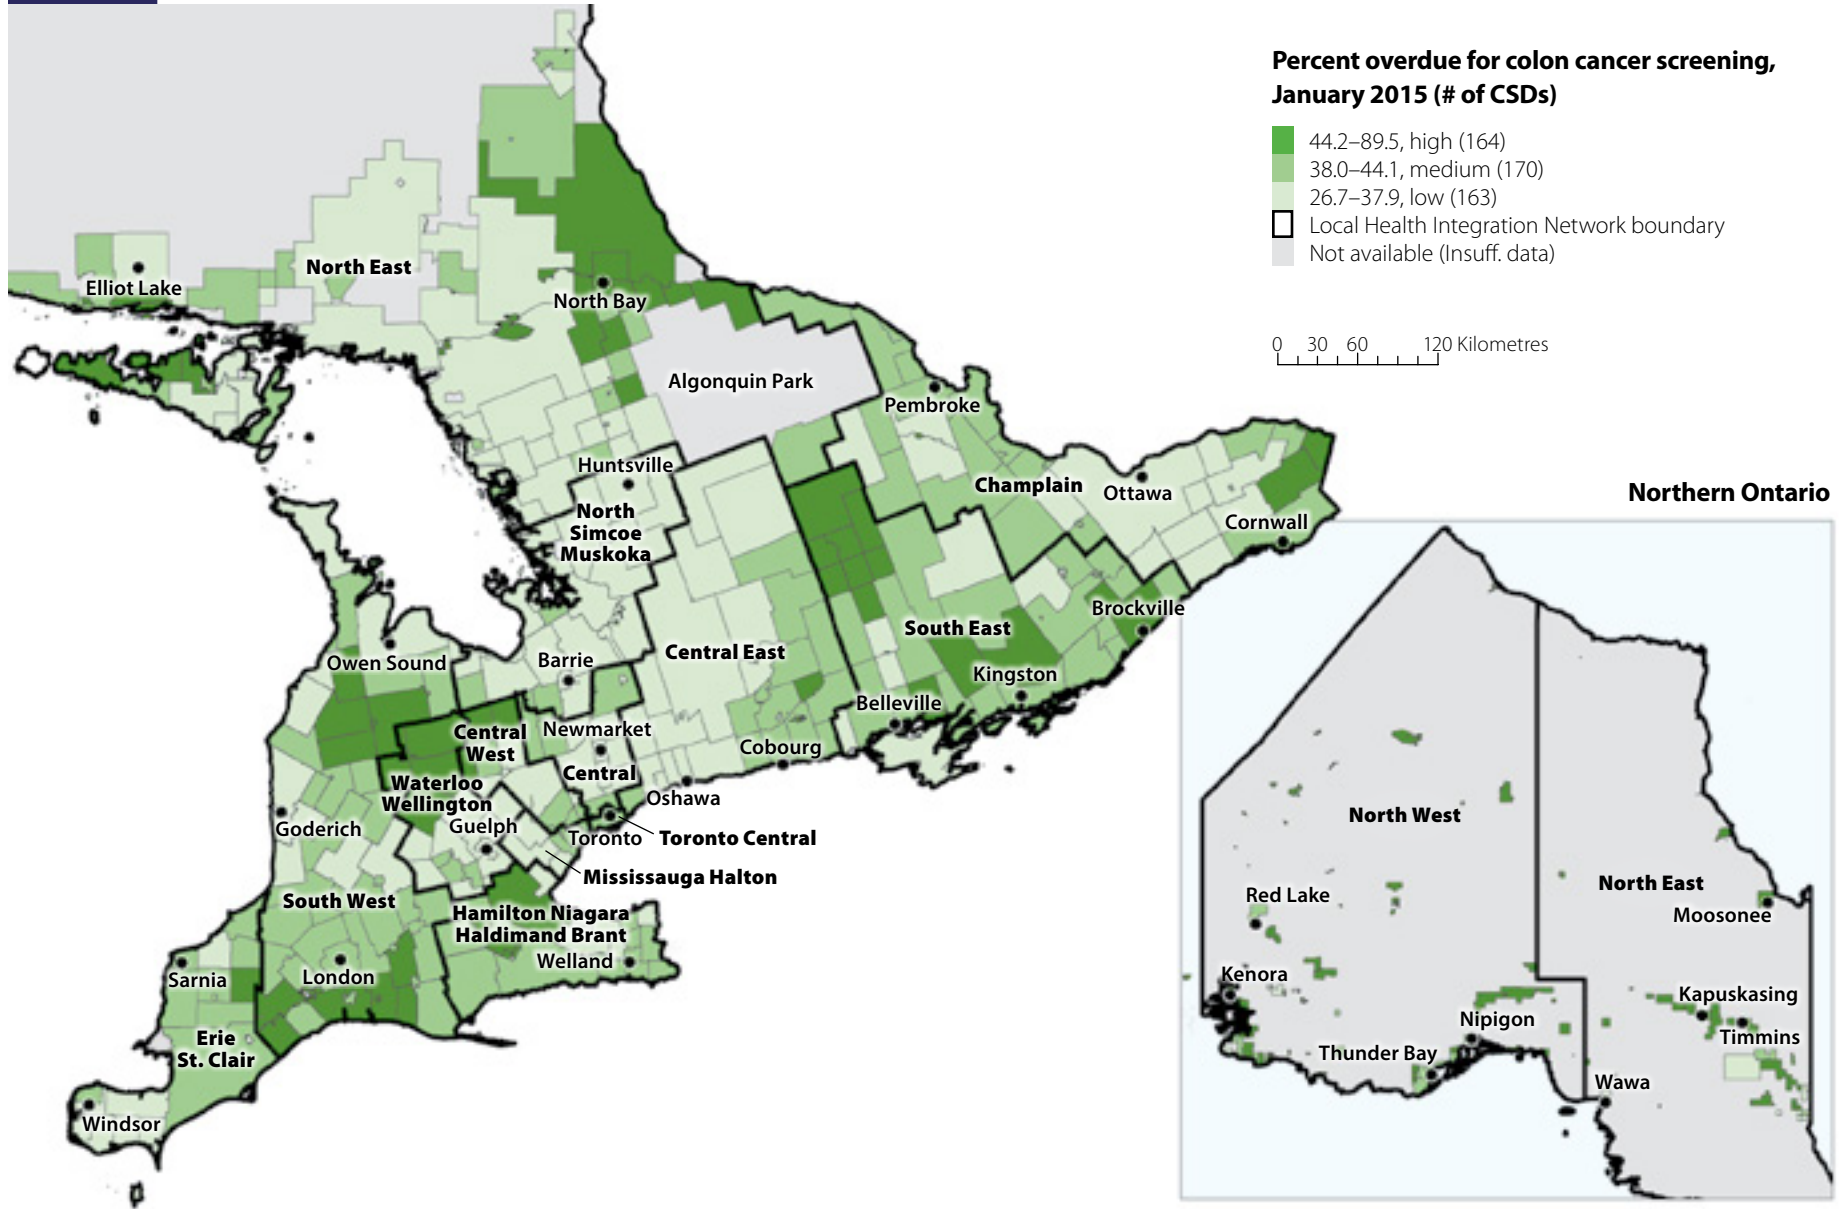 Percent overdue for colon cancer screening,
January 2015 (# of CSDs)
44.2–89.5, high (164)
38.0–44.1, medium (170)
26.7–37.9, low (163)
Local Health Integration Network boundary
Not available (Insuff. data)
0 30 60 120 Kilometres
North East
Elliot Lake
North Bay
Algonquin Park
Pembroke
Huntsville
North
Simcoe
Muskoka
Champlain
Ottawa
Cornwall
Brockville
South East
Kingston
Belleville
Central East
Owen Sound
Barrie
Central
West
Newmarket
Cobourg
Central
Waterloo
Wellington
Oshawa
Goderich
Guelph
Toronto
Toronto Central
Mississauga Halton
South West
Hamilton Niagara
Haldimand Brant
Welland
Sarnia
London
Erie
St. Clair
Windsor
Northern Ontario
North West
North East
Red Lake
Moosonee
Kenora
Kapuskasing
Nipigon
Timmins
Thunder Bay
Wawa